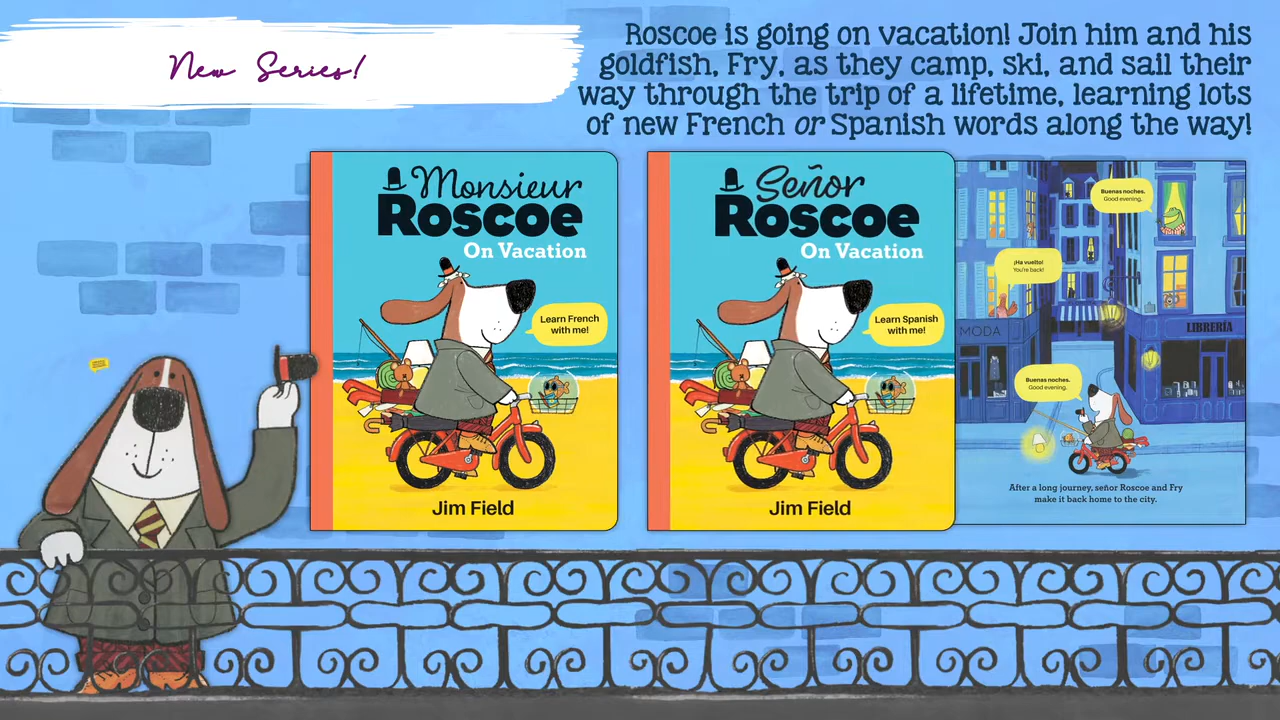 New Series!
Roscoe is going on vacation! Join him and his
goldfish, Fry, as they camp, ski, and sail their
way through the trip of a lifetime, learning lots
of new French or Spanish words along the way!
Monsieur
Roscoe
On Vacation
Learn French
with me!
Jim Field
Señor
Roscoe
On Vacation
Learn Spanish
with me!
Jim Field
Buenas noches.
Good evening.
¡Ha vuelto!
You're back!
MODA
LIBRERÍA
Buenas noches.
Good evening.
After a long journey, señor Roscoe and Fry
make it back home to the city.